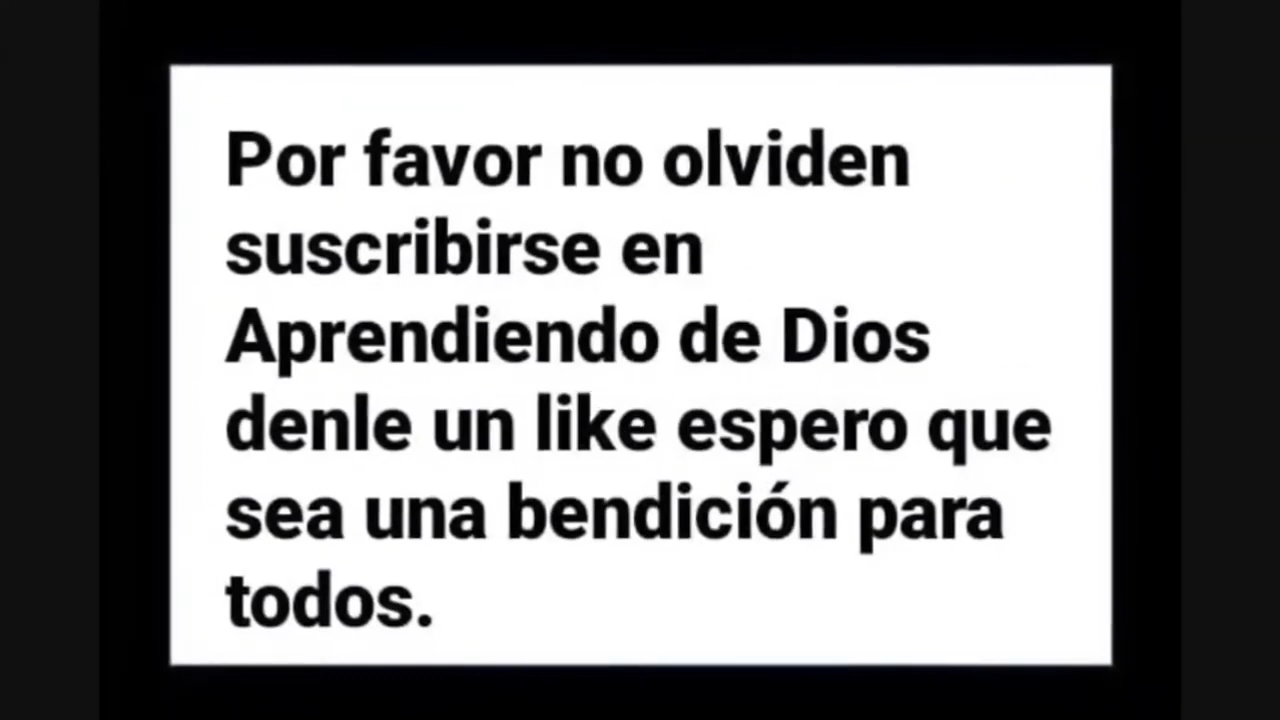 Por favor no olviden
suscribirse en
Aprendiendo de Dios
denle un like espero que
sea una bendición para
todos.